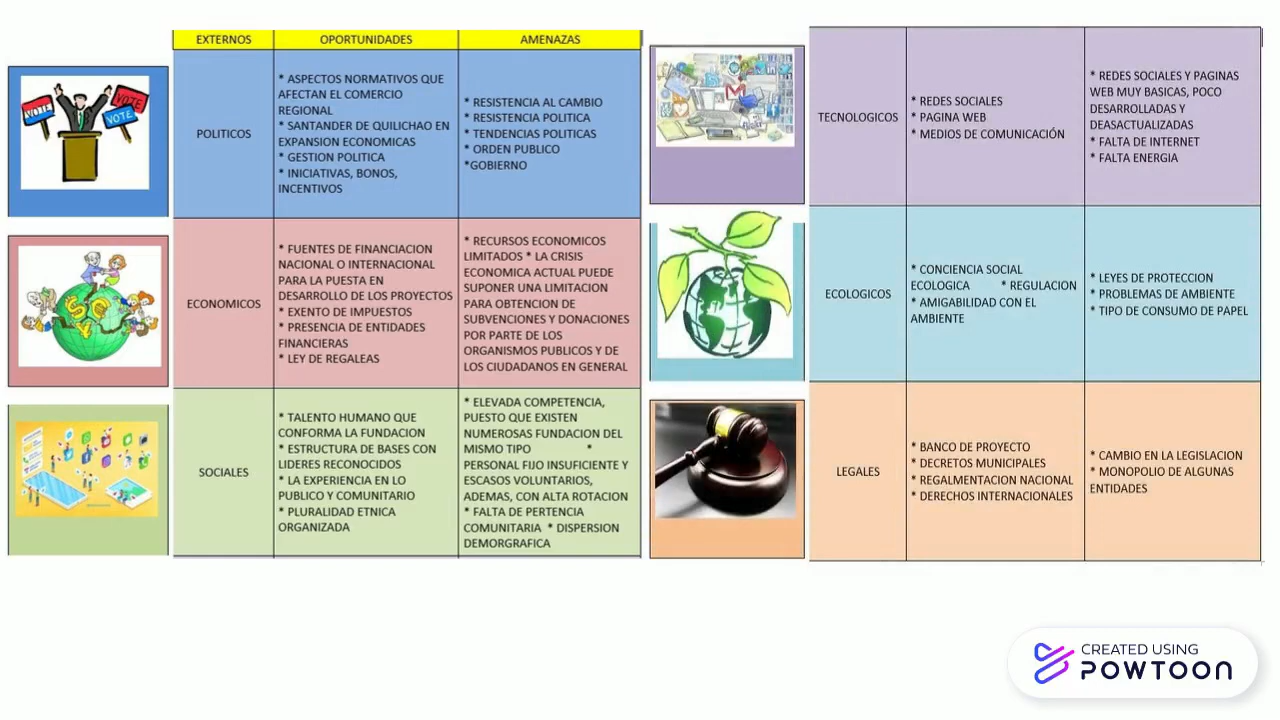 EXTERNOS OPORTUNIDADES AMENAZAS
POLITICOS
* ASPECTOS NORMATIVOS QUE
AFECTAN EL COMERCIO
REGIONAL
* SANTANDER DE QUILICHAO EN
EXPANSION ECONOMICAS
* GESTION POLITICA
* INICIATIVAS, BONOS,
INCENTIVOS
* RESISTENCIA AL CAMBIO
* RESISTENCIA POLITICA
* TENDENCIAS POLITICAS
* ORDEN PUBLICO
*GOBIERNO
VOTE
VOTE
VOTE
ECONOMICOS
* FUENTES DE FINANCIACION
NACIONAL O INTERNACIONAL
PARA LA PUESTA EN
DESARROLLO DE LOS PROYECTOS
* EXENTO DE IMPUESTOS
* PRESENCIA DE ENTIDADES
FINANCIERAS
* LEY DE REGALEAS
* RECURSOS ECONOMICOS
LIMITADOS * LA CRISIS
ECONOMICA ACTUAL PUEDE
SUPONER UNA LIMITACION
PARA OBTENCION DE
SUBVENCIONES Y DONACIONES
POR PARTE DE LOS
ORGANISMOS PUBLICOS Y DE
LOS CIUDADANOS EN GENERAL
SOCIALES
* TALENTO HUMANO QUE
CONFORMA LA FUNDACION
* ESTRUCTURA DE BASES CON
LIDERES RECONOCIDOS
* LA EXPERIENCIA EN LO
PUBLICO Y COMUNITARIO
* PLURALIDAD ETNICA
ORGANIZADA
* ELEVADA COMPETENCIA,
PUESTO QUE EXISTEN
NUMEROSAS FUNDACION DEL
MISMO TIPO *
PERSONAL FIJO INSUFICIENTE Y
ESCASOS VOLUNTARIOS,
ADEMAS, CON ALTA ROTACION
* FALTA DE PERTENCIA
COMUNITARIA * DISPERSION
DEMORGRAFICA
TECNOLOGICOS
* REDES SOCIALES
* PAGINA WEB
* MEDIOS DE COMUNICACIÓN
* REDES SOCIALES Y PAGINAS
WEB MUY BASICAS, POCO
DESARROLLADAS Y
DEASACTUALIZADAS
* FALTA DE INTERNET
* FALTA ENERGIA
ECOLOGICOS
* CONCIENCIA SOCIAL
ECOLOGICA * REGULACION
* AMIGABILIDAD CON EL
AMBIENTE
* LEYES DE PROTECCION
* PROBLEMAS DE AMBIENTE
* TIPO DE CONSUMO DE PAPEL
LEGALES
* BANCO DE PROYECTO
* DECRETOS MUNICIPALES
* REGALMENTACION NACIONAL
* DERECHOS INTERNACIONALES
* CAMBIO EN LA LEGISLACION
* MONOPOLIO DE ALGUNAS
ENTIDADES
CREATED USING
POWTOON